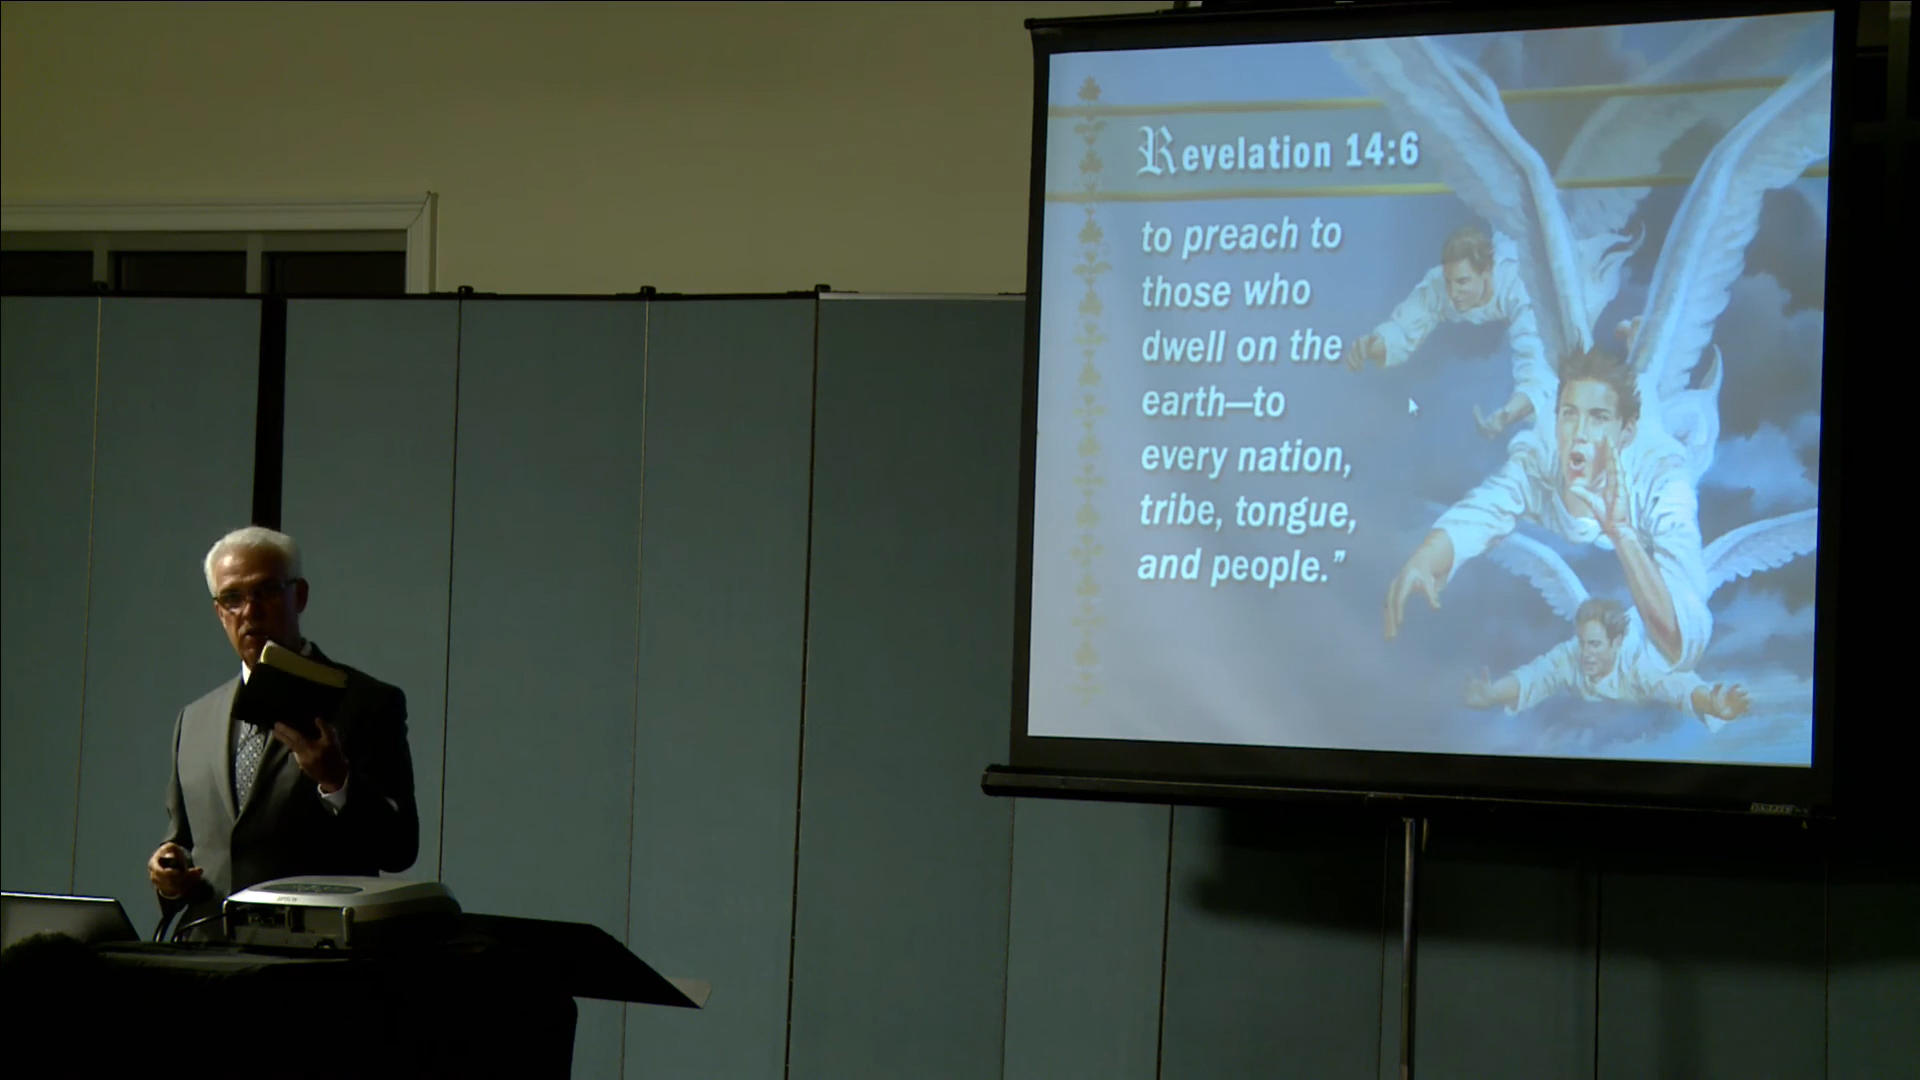 Revelation 14:6
to preach to
those who
dwell on the
earth—to
every nation,
tribe, tongue,
and people.”
EPSON